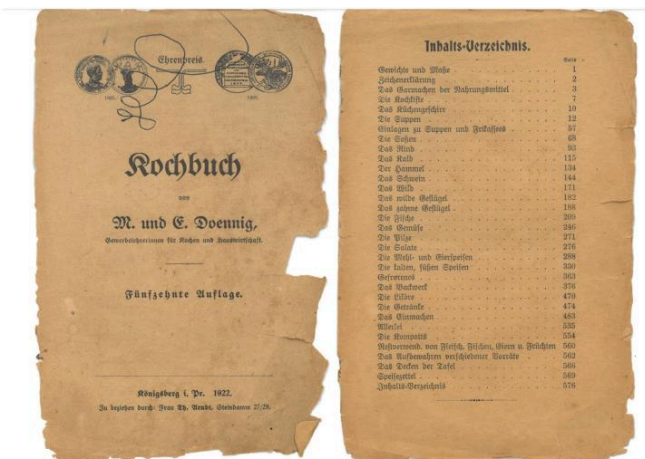 Ehrenpreis.
Kochbuch
von
M. und E. Doennig,
Gewerbelehrerinnen für Kochen und Hauswirtschaft.
Fünfzehnte Auflage.
Königsberg i. Pr. 1922.
Zu beziehen durch: Frau Th. Arndt, Steindamm 27/29.
Inhalts-Verzeichnis.
Seite
Gewichte und Maße 1
Zeichenerklärung 2
Das Garmachen der Nahrungsmittel 3
Die Kochkiste 7
Das Küchengeschirr 10
Die Suppen 12
Einlagen zu Suppen und Frikassees 57
Die Soßen 68
Das Rind 93
Das Kalb 115
Der Hammel 134
Das Schwein 144
Das Wild 171
Das wilde Geflügel 182
Das zahme Geflügel 188
Die Fische 209
Das Gemüse 246
Die Pilze 271
Die Salate 276
Die Mehl- und Eierspeisen 288
Die kalten, süßen Speisen 330
Gefrorenes 363
Das Backwerk 376
Die Liköre 470
Die Getränke 474
Das Einmachen 483
Allerlei 535
Die Kompotts 554
Restverwend. von Fleisch, Fischen, Eiern u. Früchten 560
Das Aufbewahren verschiedener Vorräte 563
Das Decken der Tafel 566
Speisezettel 569
Inhalts-Verzeichnis 576